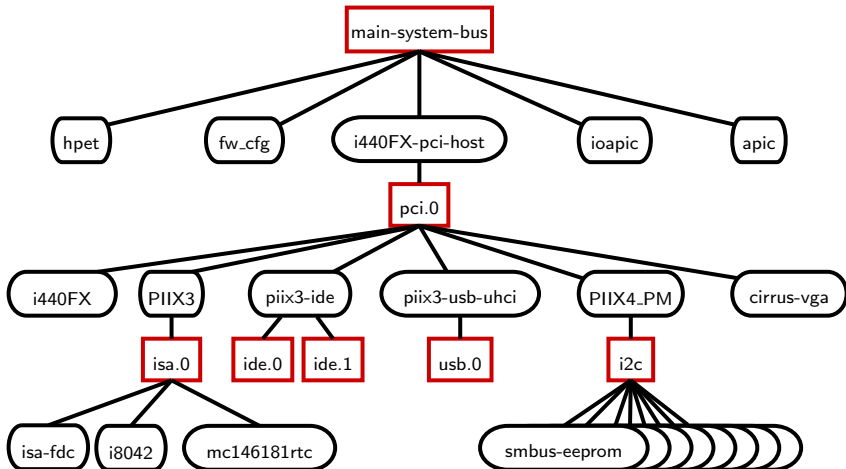 main-system-bus
hpet
fw_cfg
i440FX-pci-host
ioapic
apic
pci.0
i440FX
PIIX3
piix3-ide
piix3-usb-uhci
PIIX4_PM
cirrus-vga
isa.0
ide.0
ide.1
usb.0
i2c
isa-fdc
i8042
mc146181rtc
smbus-eeprom